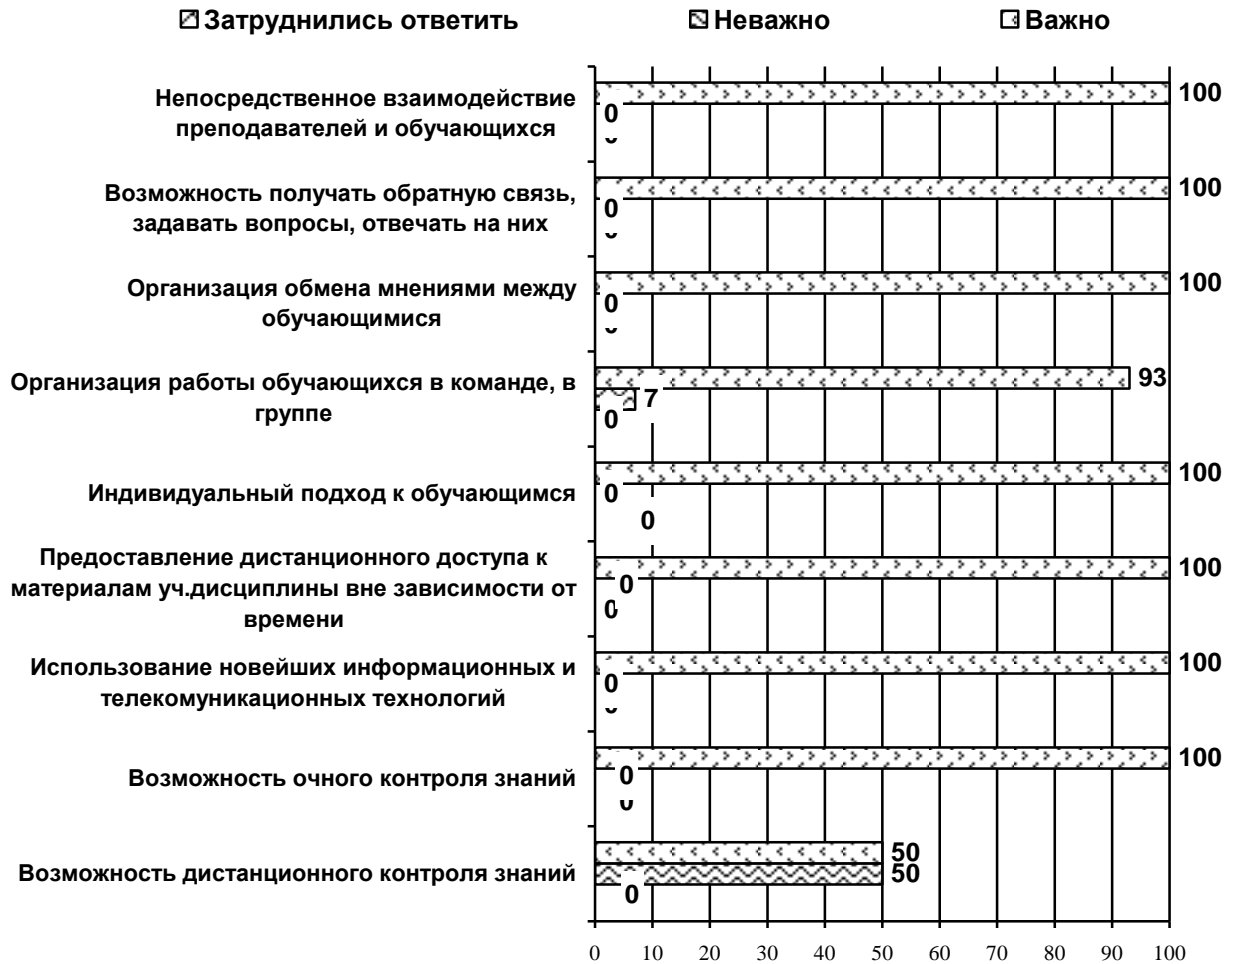 Затруднились ответить Неважно Важно
Непосредственное взаимодействие
преподавателей и обучающихся
100
0
Возможность получать обратную связь,
задавать вопросы, отвечать на них
100
0
Организация обмена мнениями между
обучающимися
100
0
Организация работы обучающихся в команде, в
группе
93
7
0
Индивидуальный подход к обучающимся
100
0
0
Предоставление дистанционного доступа к
материалам уч.дисциплины вне зависимости от
времени
100
0
0
Использование новейших информационных и
телекомуникационных технологий
100
0
Возможность очного контроля знаний
100
0
0
Возможность дистанционного контроля знаний
50
50
0
0 10 20 30 40 50 60 70 80 90 100